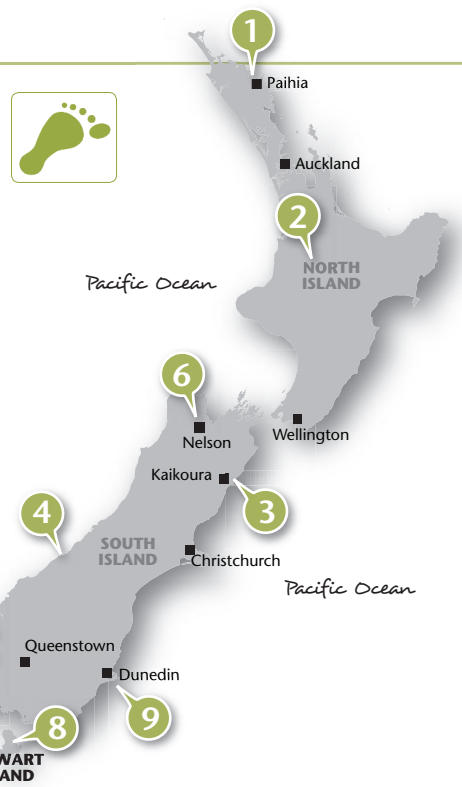 1
Paihia
Auckland
2
NORTH
ISLAND
Pacific Ocean
6
Nelson
Wellington
Kaikoura
3
4
SOUTH
ISLAND
Christchurch
Pacific Ocean
Queenstown
Dunedin
9
8
WART
AND